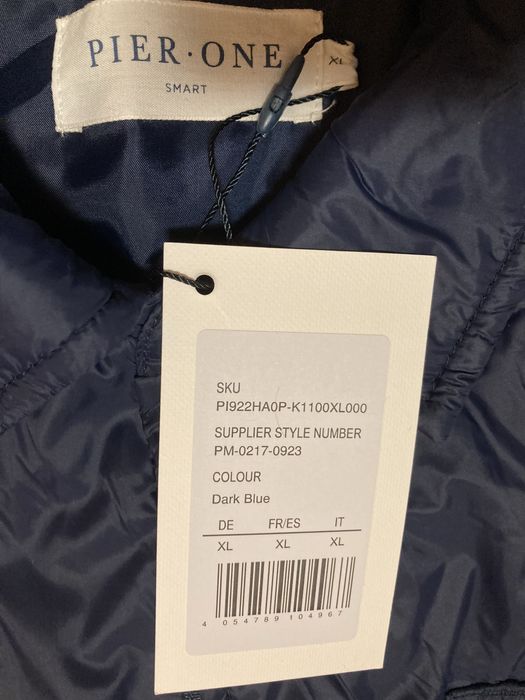 PIER · ONE
SMART
XL
SKU
PI922HA0P-K1100XL000
SUPPLIER STYLE NUMBER
PM-0217-0923
COLOUR
Dark Blue
DE FR/ES IT
XL XL XL
4 054789 104967